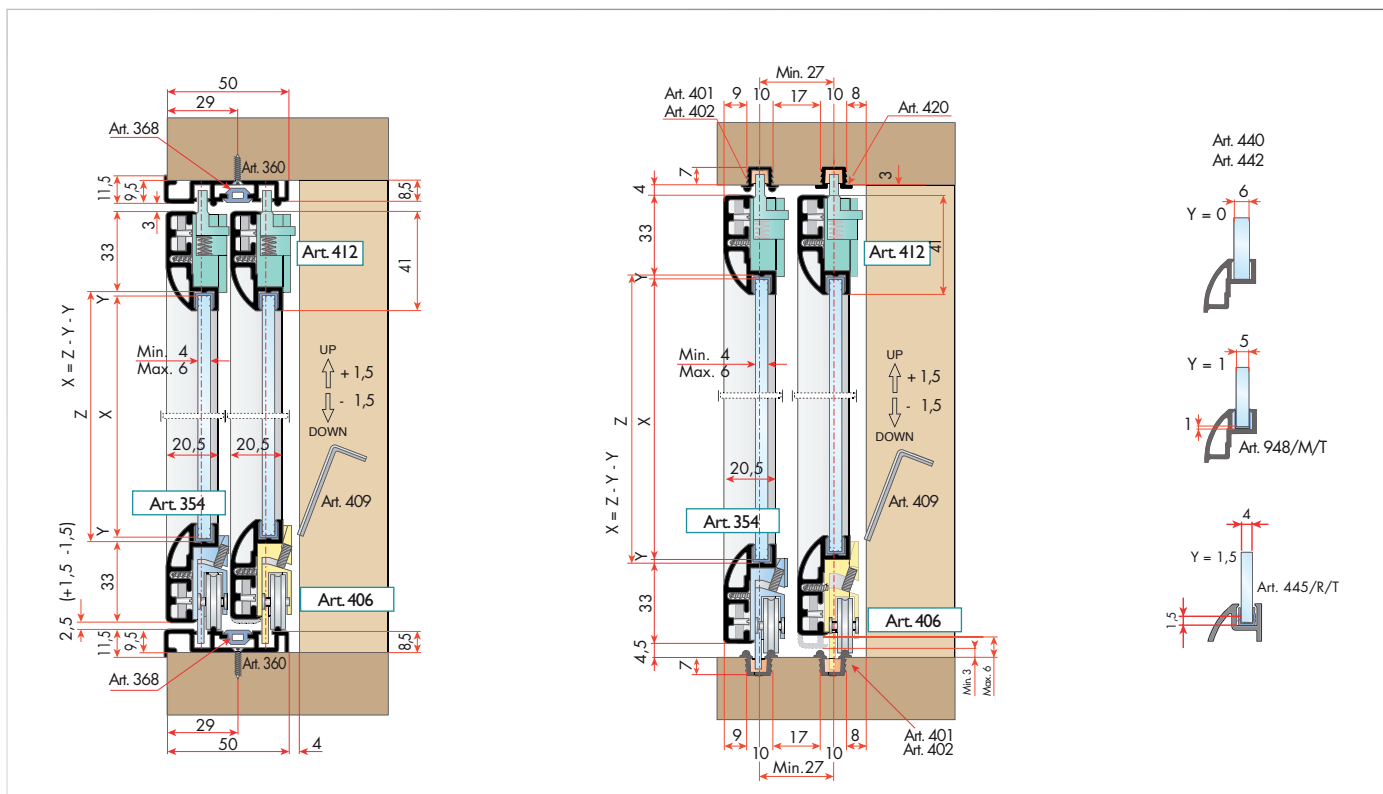 50
29
Art. 368
Art. 360
11,5
9,5
8,5
3
33
41
Art. 412
Y
X = Z - Y - Y
Z
X
Min. 4
Max. 6
UP
+ 1,5
- 1,5
DOWN
20,5
20,5
Art. 409
Art. 354
Y
33
2,5 (+1,5 -1,5)
Art. 406
11,5
9,5
8,5
Art. 360
Art. 368
29
50
4
Min. 27
Art. 401
Art. 402
9
10
17
10
8
Art. 420
7
4
3
33
41
Art. 412
Y
X = Z - Y - Y
Z
X
Min. 4
Max. 6
UP
+ 1,5
- 1,5
DOWN
20,5
Art. 409
Art. 354
Y
33
4,5
7
Art. 406
Min. 3
Max. 6
Art. 401
Art. 402
9
10
17
10
8
Min. 27
Art. 440
Art. 442
6
Y = 0
5
Y = 1
1
Art. 948/M/T
4
Y = 1,5
Art. 445/R/T
1,5